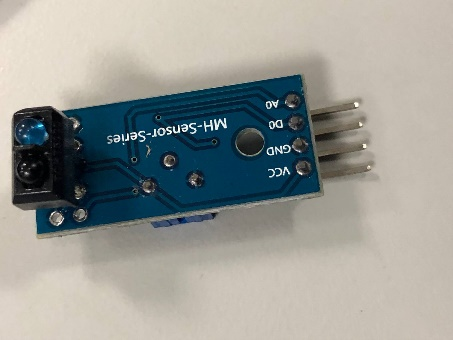 MH-Sensor-Series
VCC
GND
D0
A0